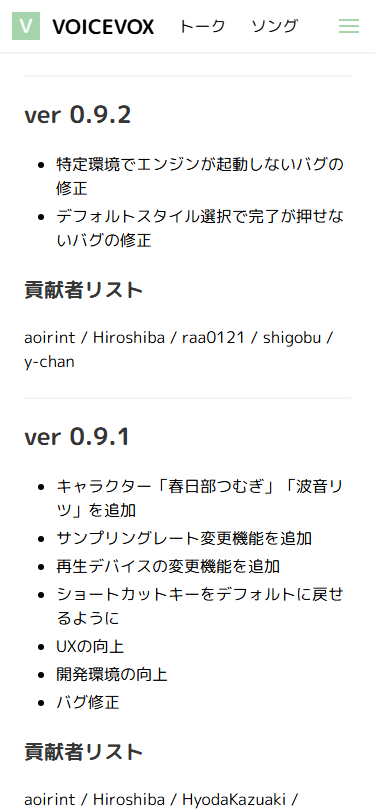 V VOICEVOX トーク ソング
ver 0.9.2
特定環境でエンジンが起動しないバグの
修正
デフォルトスタイル選択で完了が押せな
いバグの修正
貢献者リスト
aoirint / Hiroshiba / raa0121 / shigobu /
y-chan
ver 0.9.1
キャラクター「春日部つむぎ」「波音リ
ツ」を追加
サンプリングレート変更機能を追加
再生デバイスの変更機能を追加
ショートカットキーをデフォルトに戻せ
るように
UXの向上
開発環境の向上
バグ修正
貢献者リスト
aoirint / Hiroshiba / HyodaKazuaki /